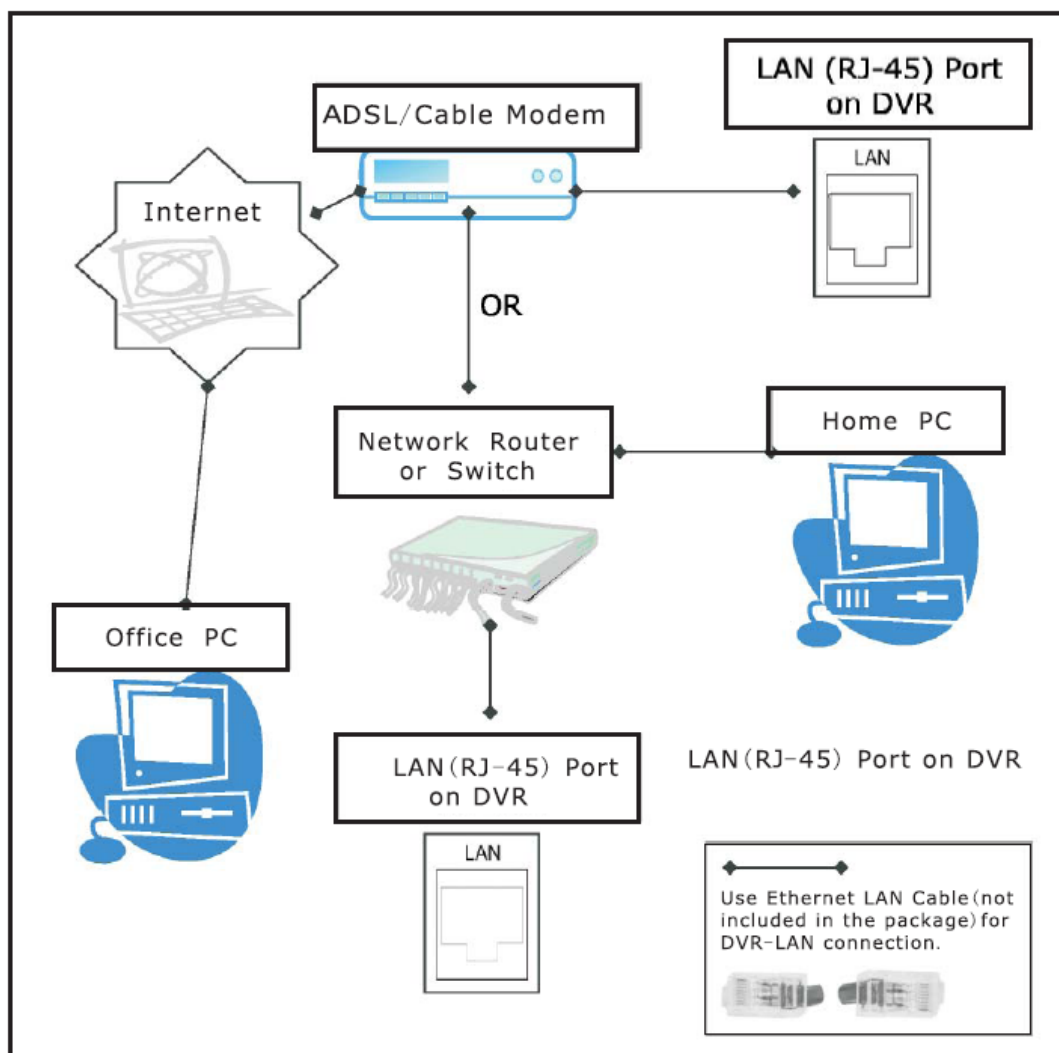 LAN (RJ-45) Port
on DVR
ADSL/Cable Modem
LAN
Internet
OR
Home PC
Network Router
or Switch
Office PC
LAN(RJ-45) Port
on DVR
LAN(RJ-45) Port on DVR
LAN
Use Ethernet LAN Cable(not
included in the package)for
DVR-LAN connection.